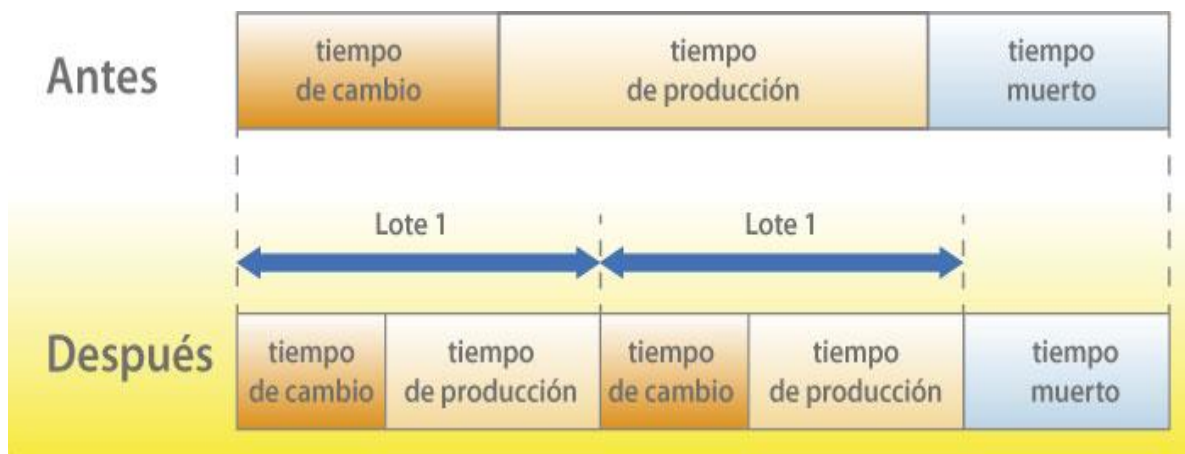 Antes
tiempo
de cambio
tiempo
de producción
tiempo
muerto
Lote 1
Lote 1
Después
tiempo
de cambio
tiempo
de producción
tiempo
de cambio
tiempo
de producción
tiempo
muerto